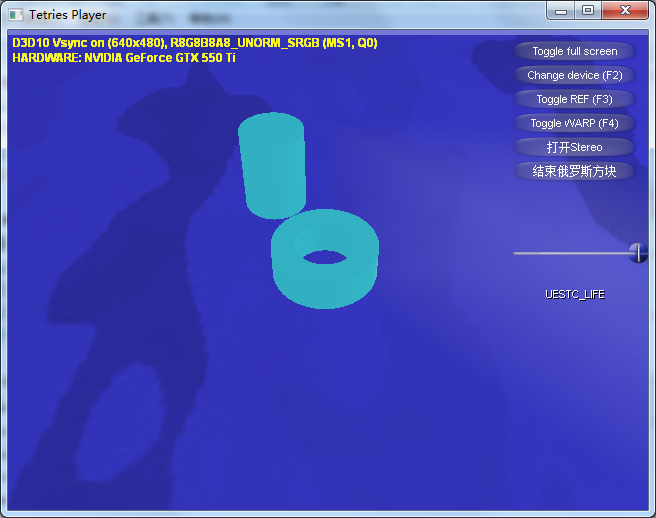 Tetries Player
D3D10 Vsync on (640x480), R8G8B8A8_UNORM_SRGB (MS1, Q0)
HARDWARE: NVIDIA GeForce GTX 550 Ti
Toggle full screen
Change device (F2)
Toggle REF (F3)
Toggle WARP (F4)
打开Stereo
结束俄罗斯方块
UESTC_LIFE